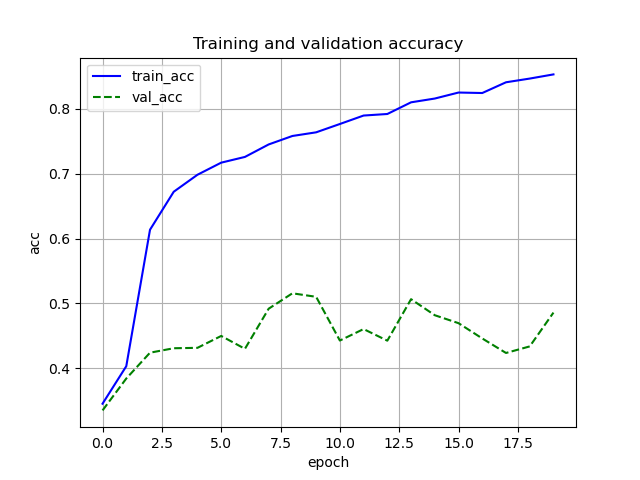 Training and validation accuracy
train_acc
val_acc
acc
0.8
0.7
0.6
0.5
0.4
0.0 2.5 5.0 7.5 10.0 12.5 15.0 17.5
epoch